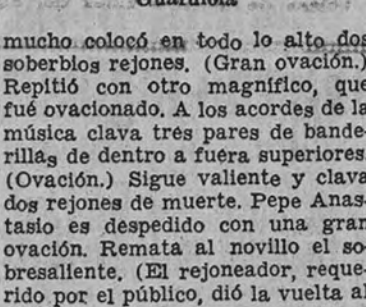 mucho colocó en todo lo alto dos
soberbios rejones. (Gran ovación.)
Repitió con otro magnífico, que
fué ovacionado. A los acordes de la
música clava tres pares de bande-
rillas de dentro a fuera superiores.
(Ovación.) Sigue valiente y clava
dos rejones de muerte. Pepe Anas-
tasio es despedido con una gran
ovación. Remata al novillo el so-
bresaliente. (El rejoneador, reque-
rido por el público, dió la vuelta al